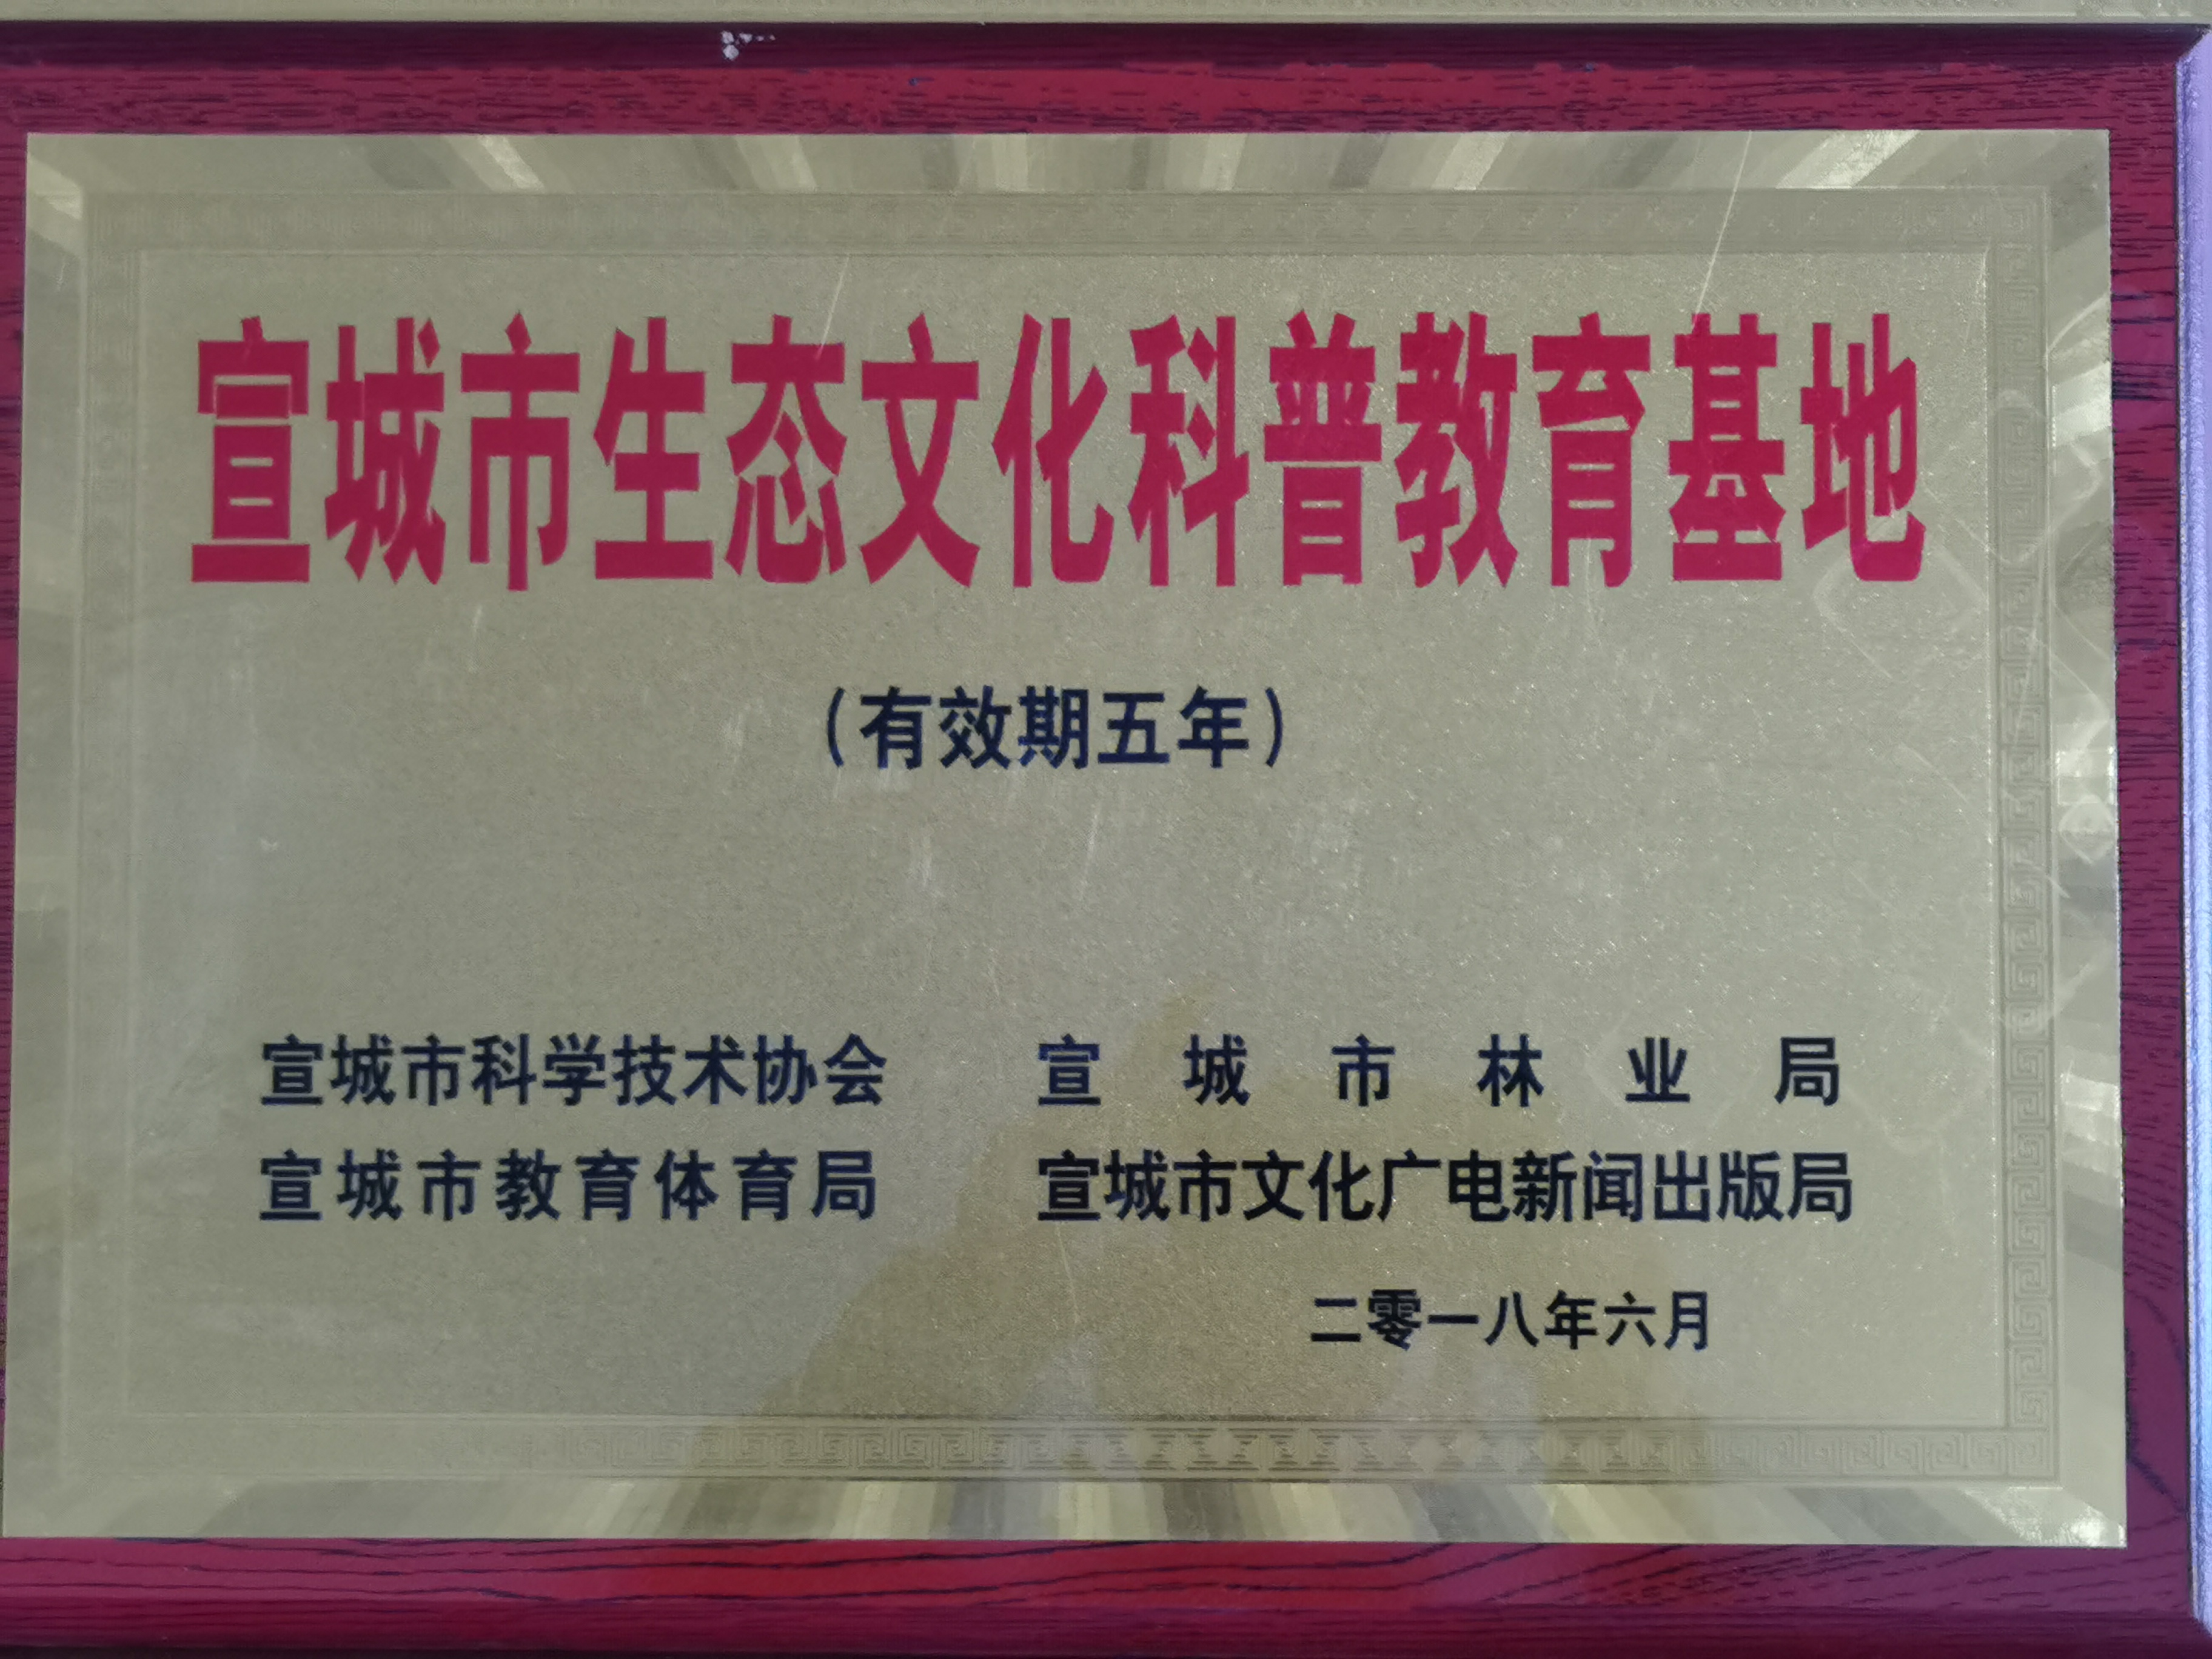 宣城市生态文化科普教育基地
（有效期五年）
宣城市科学技术协会 宣城市林业局
宣城市教育体育局 宣城市文化广电新闻出版局
二零一八年六月